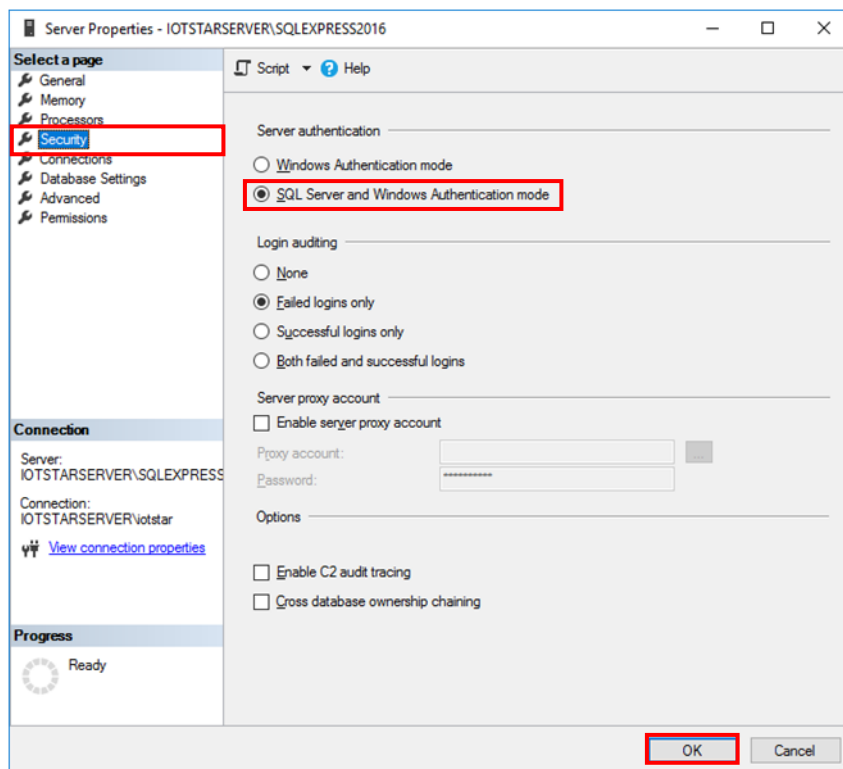 Server Properties - IOTSTARSERVER\SQLEXPRESS2016
Select a page
General
Memory
Processors
Security
Connections
Database Settings
Advanced
Permissions
Script
Help
Server authentication
Windows Authentication mode
SQL Server and Windows Authentication mode
Login auditing
None
Failed logins only
Successful logins only
Both failed and successful logins
Server proxy account
Enable server proxy account
Proxy account:
...
Password:
**********
Options
Enable C2 audit tracing
Cross database ownership chaining
Connection
Server:
IOTSTARSERVER\SQLEXPRESS
Connection:
IOTSTARSERVER\iotstar
View connection properties
Progress
Ready
OK
Cancel